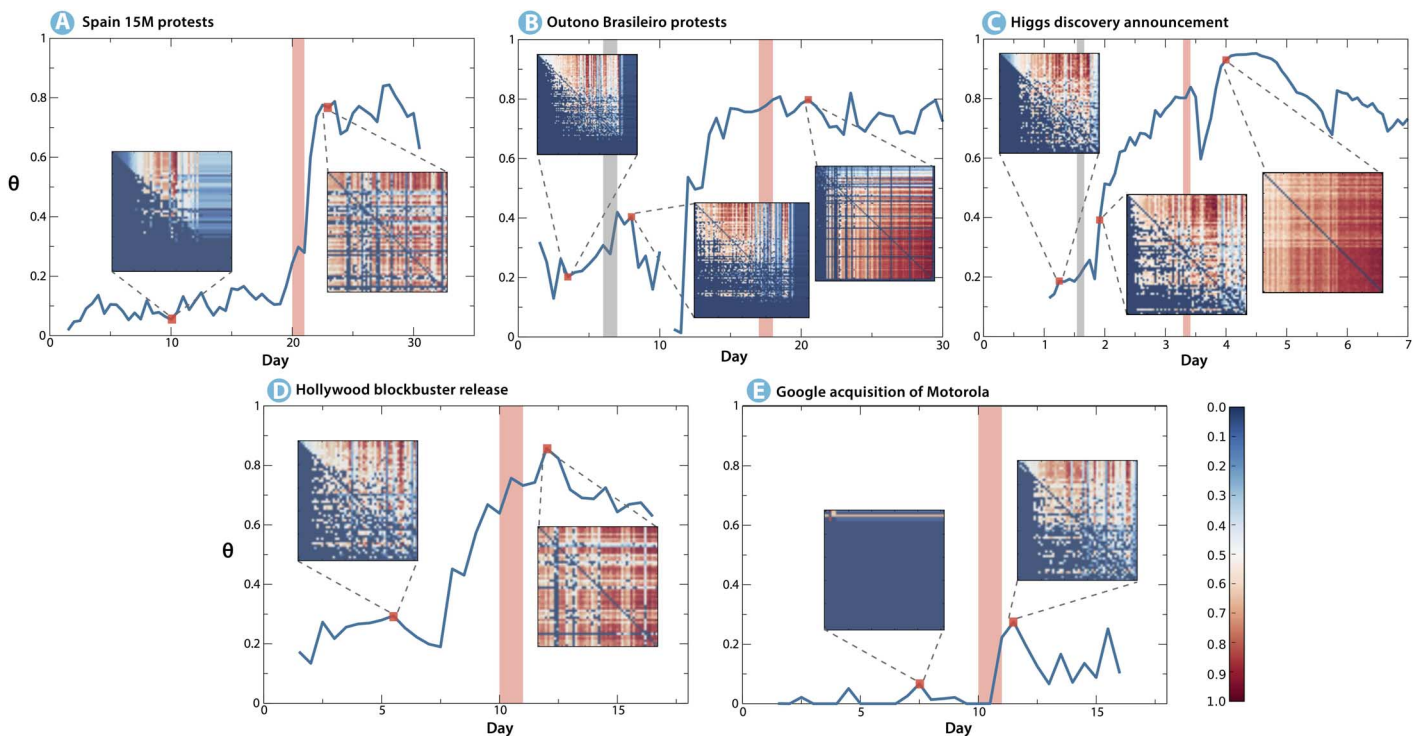 A Spain 15M protests
B Outono Brasileiro protests
C Higgs discovery announcement
θ
1
0.8
0.6
0.4
0.2
0
0 10 20 30
Day
1
0.8
0.6
0.4
0.2
0
0 10 20 30
Day
1
0.8
0.6
0.4
0.2
0
0 1 2 3 4 5 6 7
Day
D Hollywood blockbuster release
E Google acquisition of Motorola
θ
1
0.8
0.6
0.4
0.2
0
0 5 10 15
Day
1
0.8
0.6
0.4
0.2
0
0 5 10 15
Day
0.0
0.1
0.2
0.3
0.4
0.5
0.6
0.7
0.8
0.9
1.0